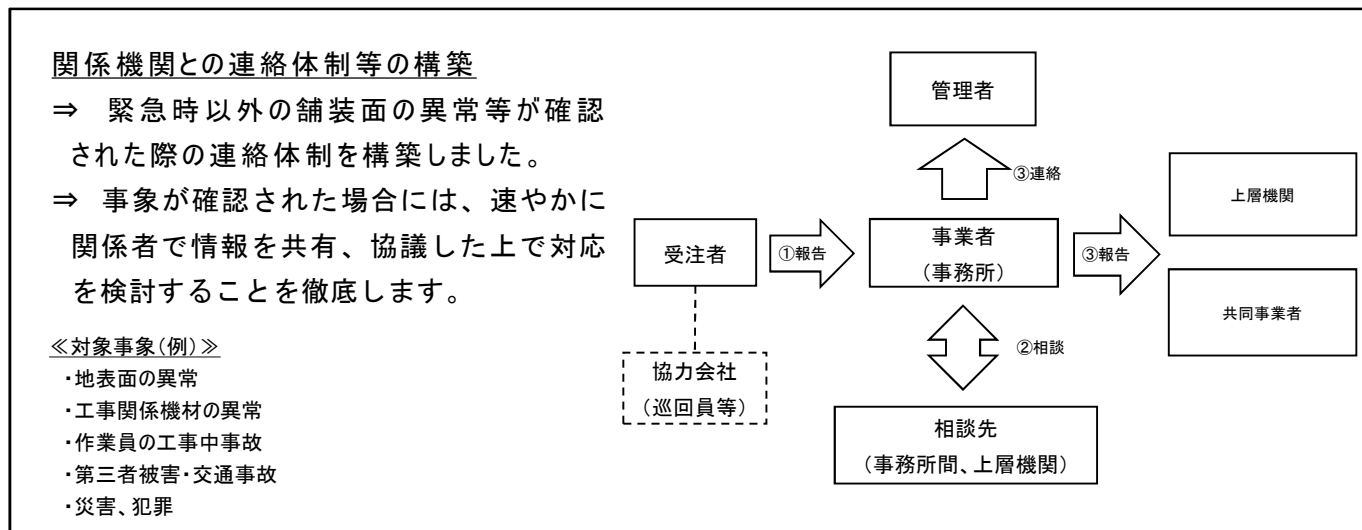 関係機関との連絡体制等の構築
⇒ 緊急時以外の舗装面の異常等が確認
された際の連絡体制を構築しました。
⇒ 事象が確認された場合には、速やかに
関係者で情報を共有、協議した上で対応
を検討することを徹底します。
≪対象事象(例)≫
・地表面の異常
・工事関係機材の異常
・作業員の工事中事故
・第三者被害・交通事故
・災害、犯罪
管理者
③連絡
受注者
①報告
事業者
(事務所)
③報告
上層機関
共同事業者
協力会社
(巡回員等)
②相談
相談先
(事務所間、上層機関)